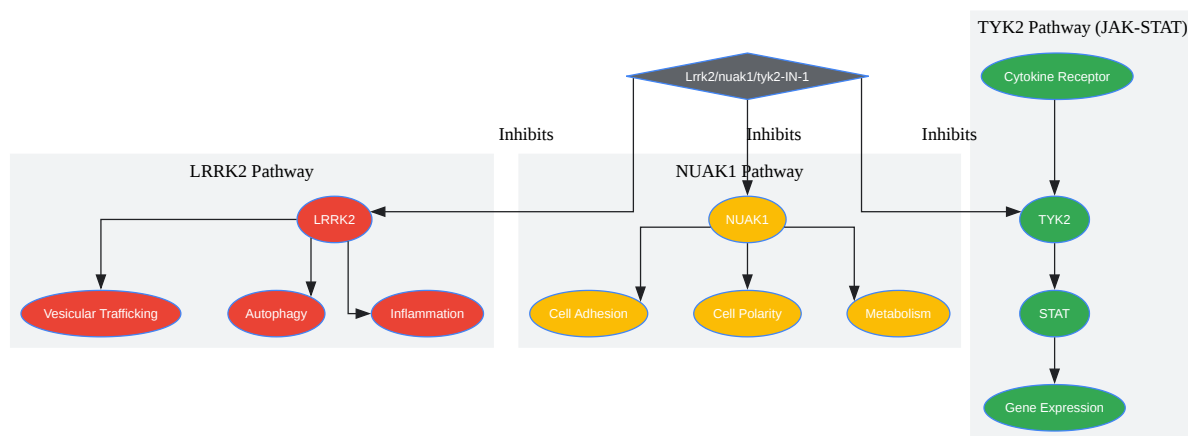 TYK2 Pathway (JAK-STAT)
Lrrk2/nuak1/tyk2-IN-1
Cytokine Receptor
Inhibits
Inhibits
Inhibits
LRRK2 Pathway
NUAK1 Pathway
LRRK2
NUAK1
TYK2
Vesicular Trafficking
Autophagy
Inflammation
Cell Adhesion
Cell Polarity
Metabolism
STAT
Gene Expression